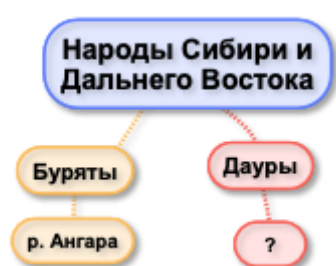 Народы Сибири и
Дальнего Востока
Буряты
Дауры
р. Ангара
?